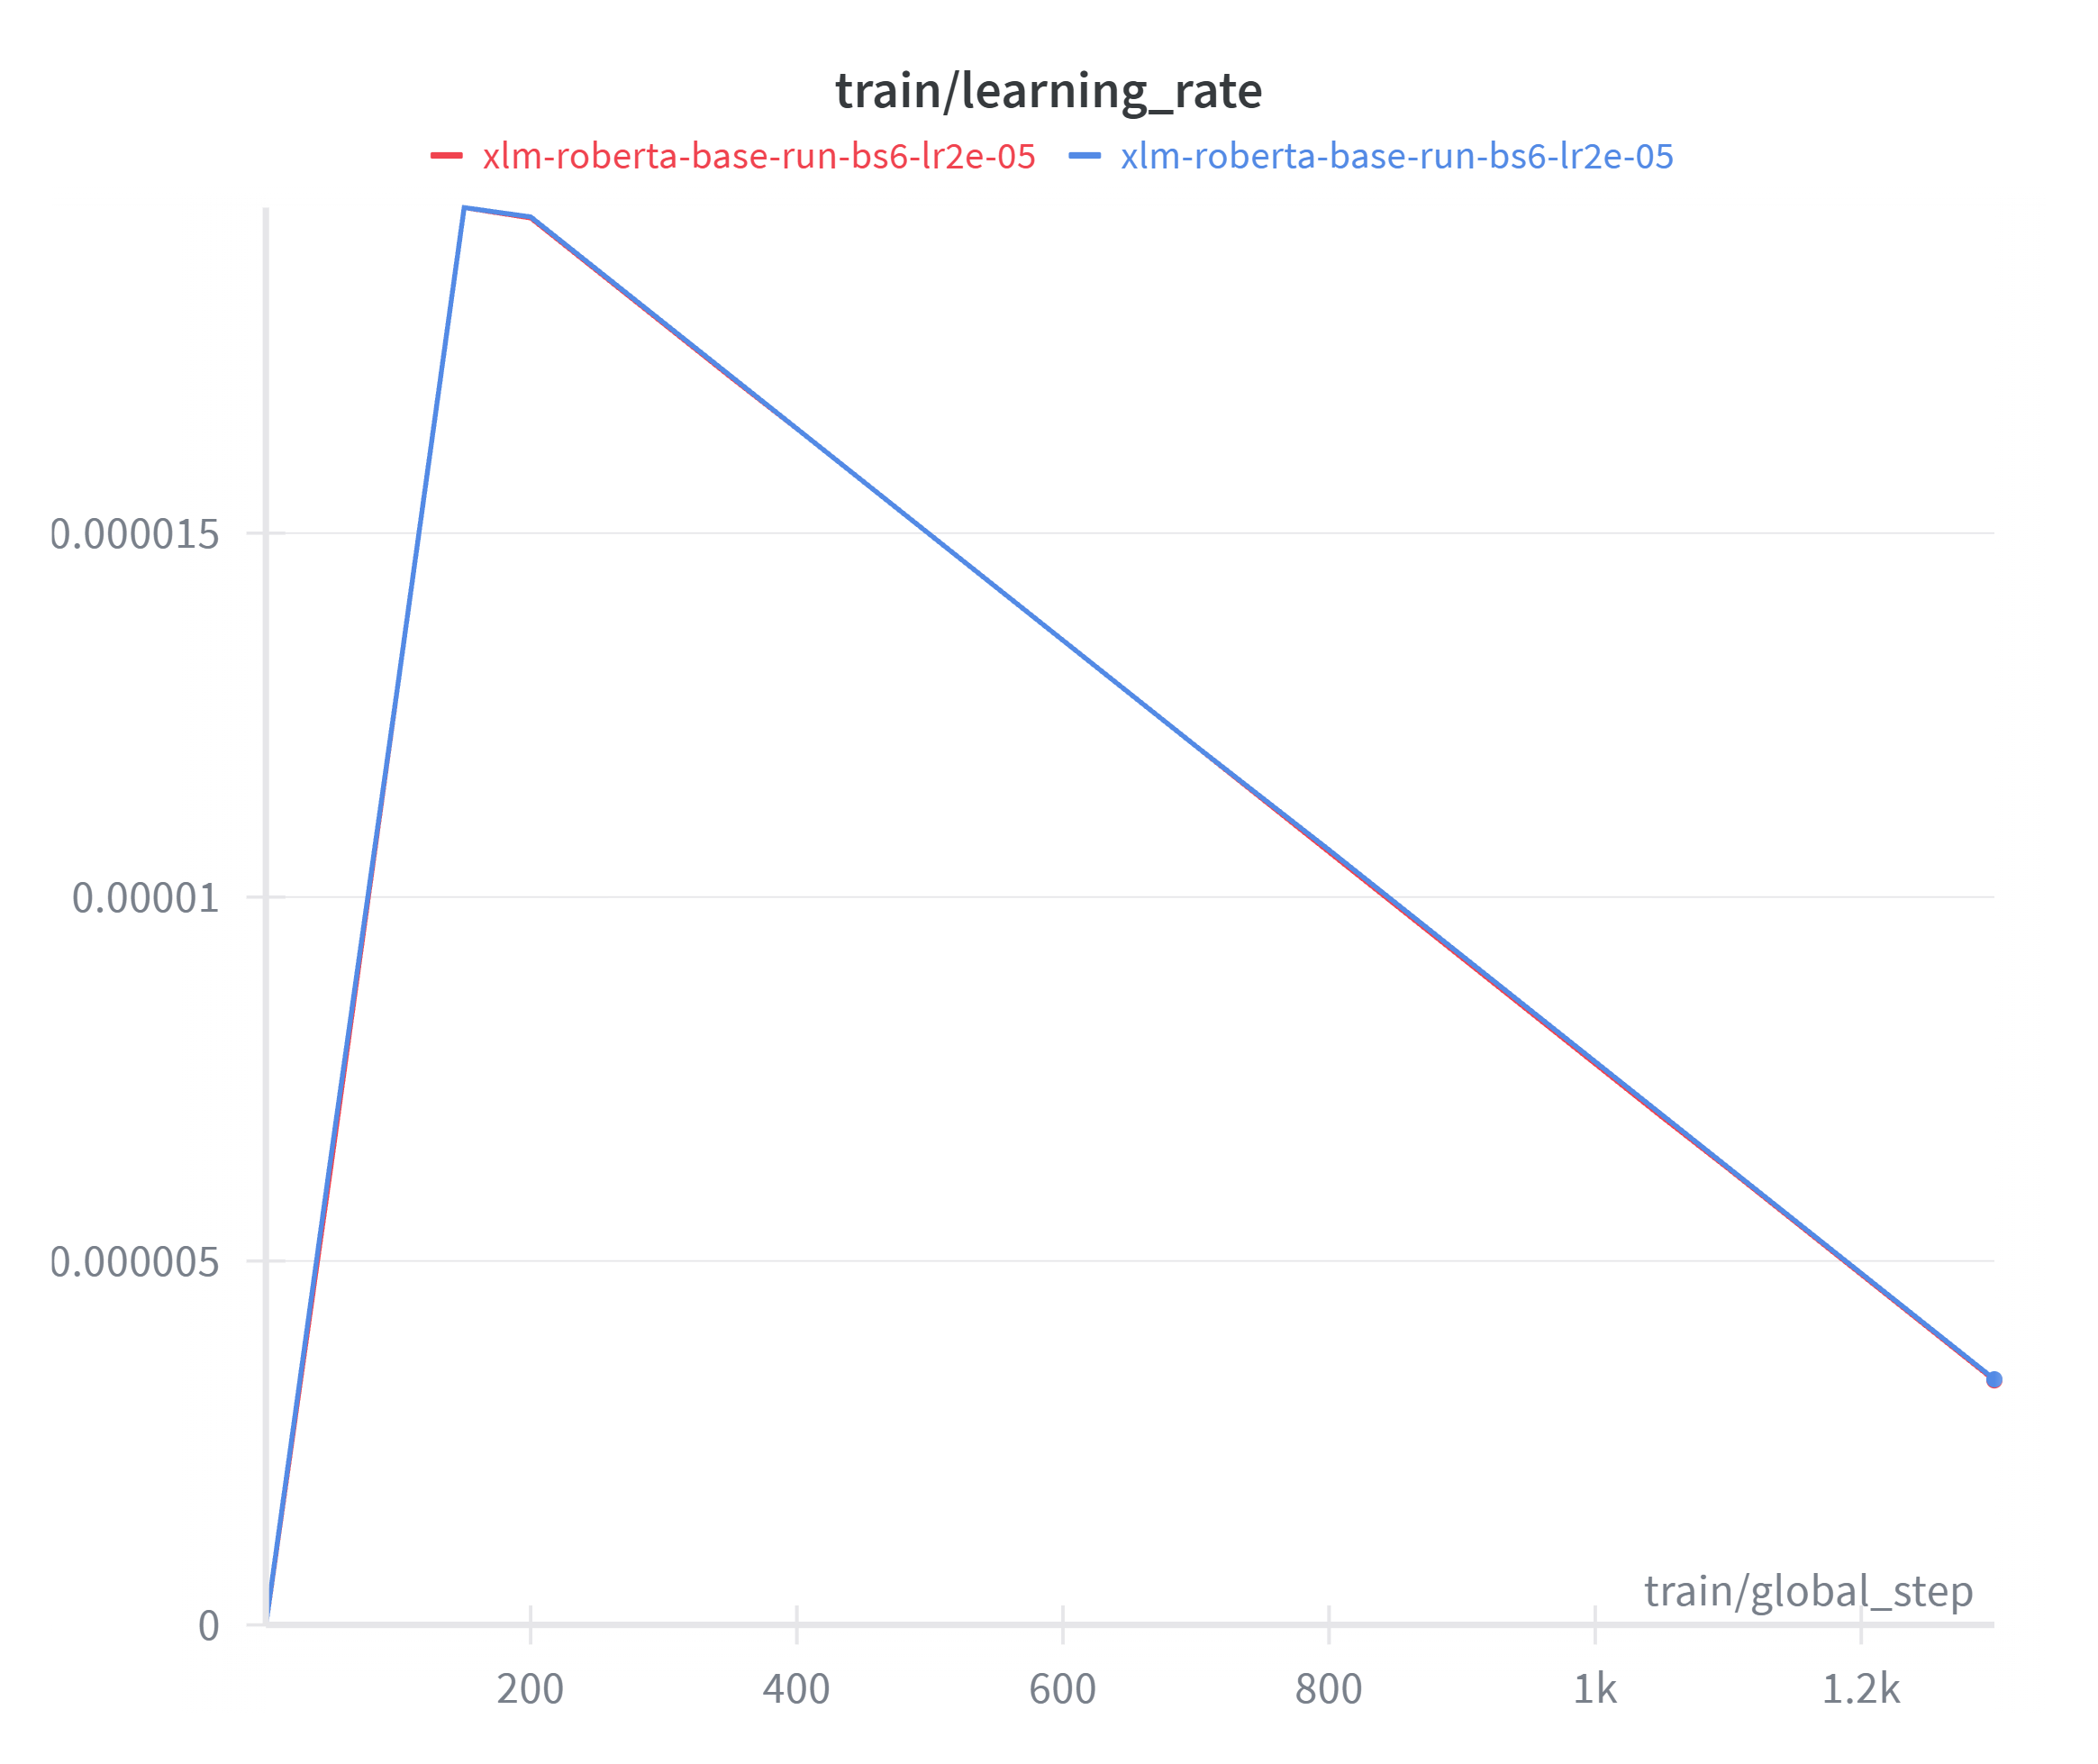 train/learning_rate
xlm-roberta-base-run-bs6-lr2e-05 xlm-roberta-base-run-bs6-lr2e-05
0.000015
0.00001
0.000005
0
train/global_step
200 400 600 800 1k 1.2k